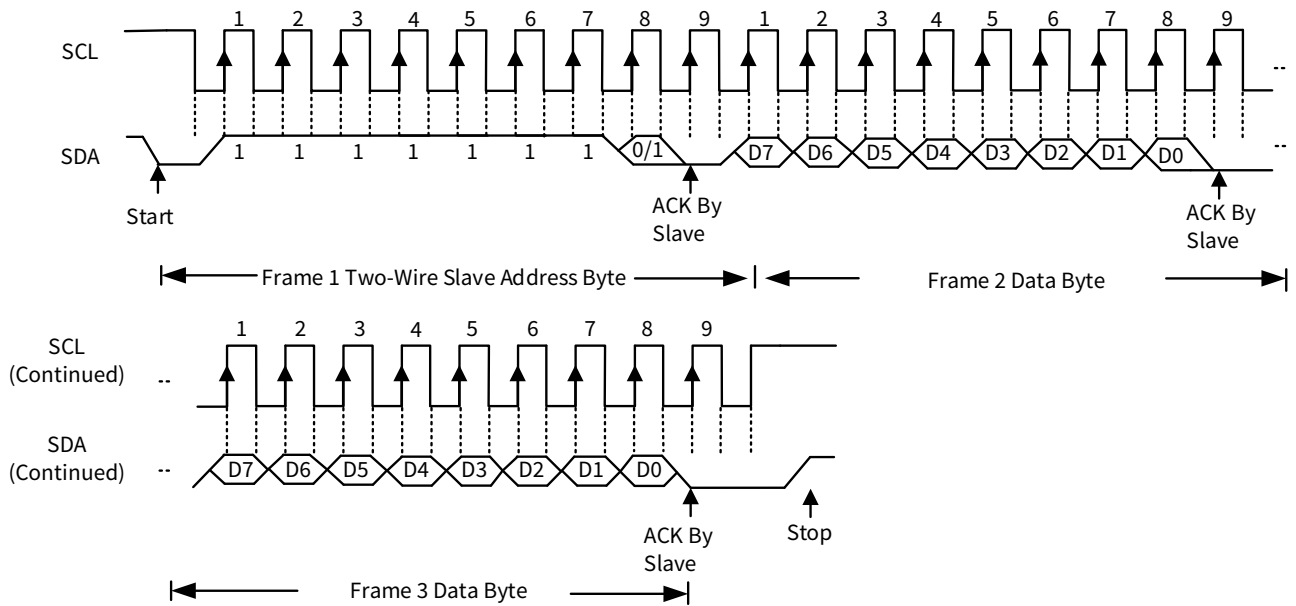 1 2 3 4 5 6 7 8 9 1 2 3 4 5 6 7 8 9
SCL
--
SDA
1 1 1 1 1 1 1 0/1 D7 D6 D5 D4 D3 D2 D1 D0
--
Start
ACK By
Slave
ACK By
Slave
Frame 1 Two-Wire Slave Address Byte
Frame 2 Data Byte
1 2 3 4 5 6 7 8 9
SCL
(Continued)
--
SDA
(Continued)
--
D7 D6 D5 D4 D3 D2 D1 D0
ACK By
Slave
Stop
Frame 3 Data Byte